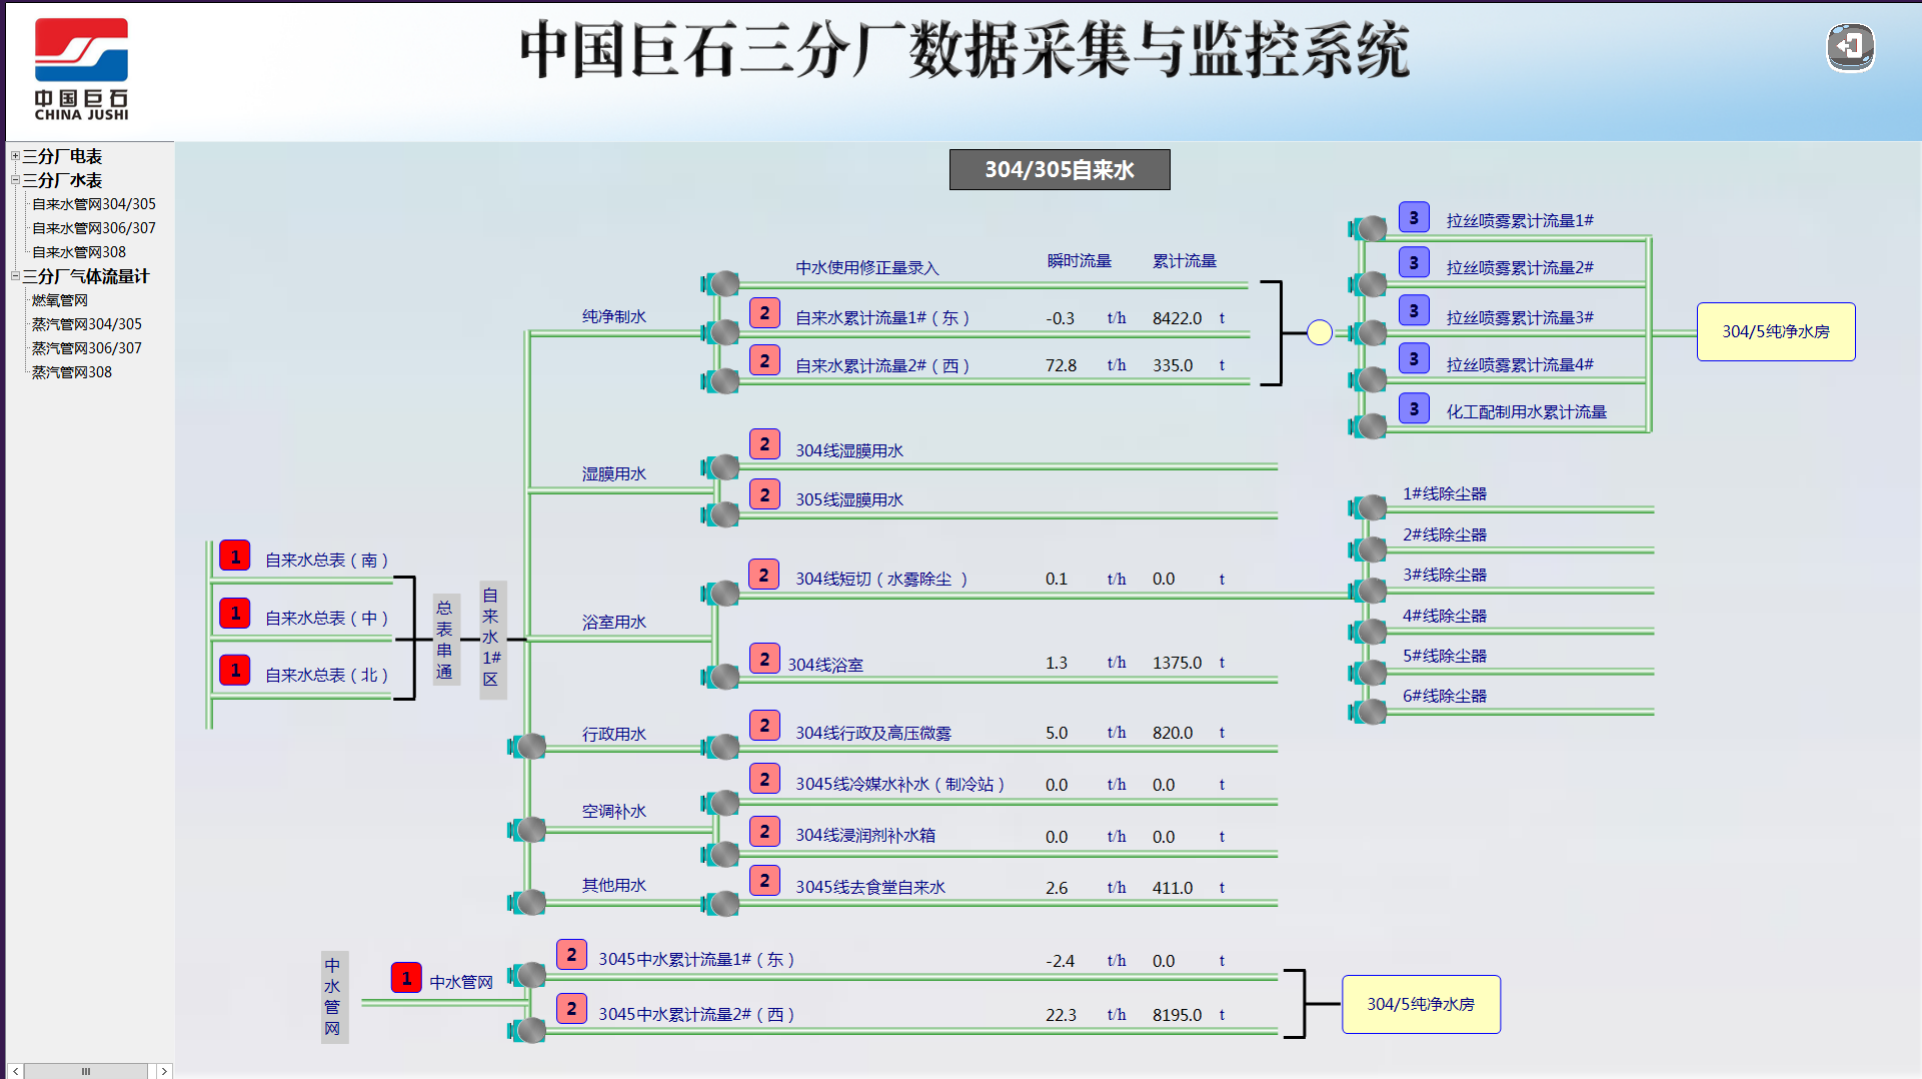 中国巨石三分厂数据采集与监控系统
中国巨石
CHINA JUSHI
三分厂电表
三分厂水表
自来水管网304/305
自来水管网306/307
自来水管网308
三分厂气体流量计
燃氧管网
蒸汽管网304/305
蒸汽管网306/307
蒸汽管网308
304/305自来水
瞬时流量 累计流量
纯净制水
中水使用修正量录入
2 自来水累计流量1#（东） -0.3 t/h 8422.0 t
2 自来水累计流量2#（西） 72.8 t/h 335.0 t
3 拉丝喷雾累计流量1#
3 拉丝喷雾累计流量2#
3 拉丝喷雾累计流量3#
3 拉丝喷雾累计流量4#
3 化工配制用水累计流量
304/5纯净水房
湿膜用水
2 304线湿膜用水
2 305线湿膜用水
1 自来水总表（南）
1 自来水总表（中）
1 自来水总表（北）
总表串通
自来水1#区
浴室用水
2 304线短切（水雾除尘 ） 0.1 t/h 0.0 t
2 304线浴室 1.3 t/h 1375.0 t
1#线除尘器
2#线除尘器
3#线除尘器
4#线除尘器
5#线除尘器
6#线除尘器
行政用水
2 304线行政及高压微雾 5.0 t/h 820.0 t
空调补水
2 3045线冷媒水补水（制冷站） 0.0 t/h 0.0 t
2 304线浸润剂补水箱 0.0 t/h 0.0 t
其他用水
2 3045线去食堂自来水 2.6 t/h 411.0 t
中水管网
1 中水管网
2 3045中水累计流量1#（东） -2.4 t/h 0.0 t
2 3045中水累计流量2#（西） 22.3 t/h 8195.0 t
304/5纯净水房